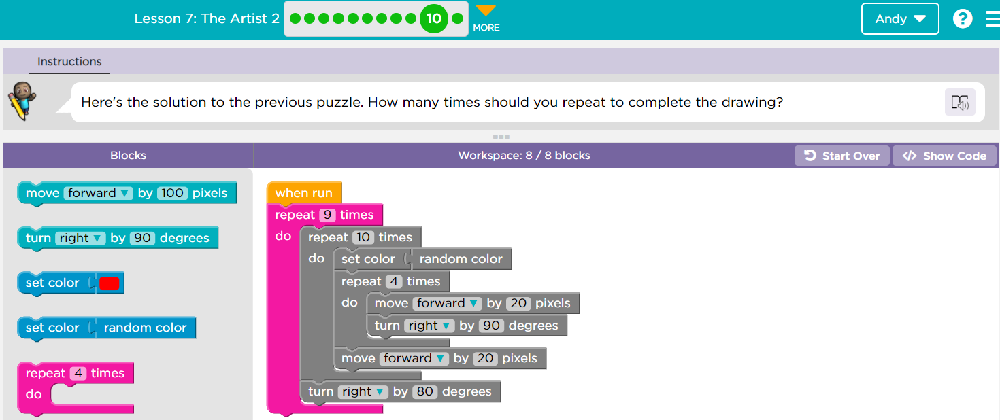 Lesson 7: The Artist 2 10 MORE Andy ?
Instructions
Here's the solution to the previous puzzle. How many times should you repeat to complete the drawing?
Blocks Workspace: 8 / 8 blocks Start Over </> Show Code
move forward ▼ by 100 pixels
turn right ▼ by 90 degrees
set color
set color random color
repeat 4 times
do
when run
repeat 9 times
do repeat 10 times
do set color random color
repeat 4 times
do move forward ▼ by 20 pixels
turn right ▼ by 90 degrees
move forward ▼ by 20 pixels
turn right ▼ by 80 degrees